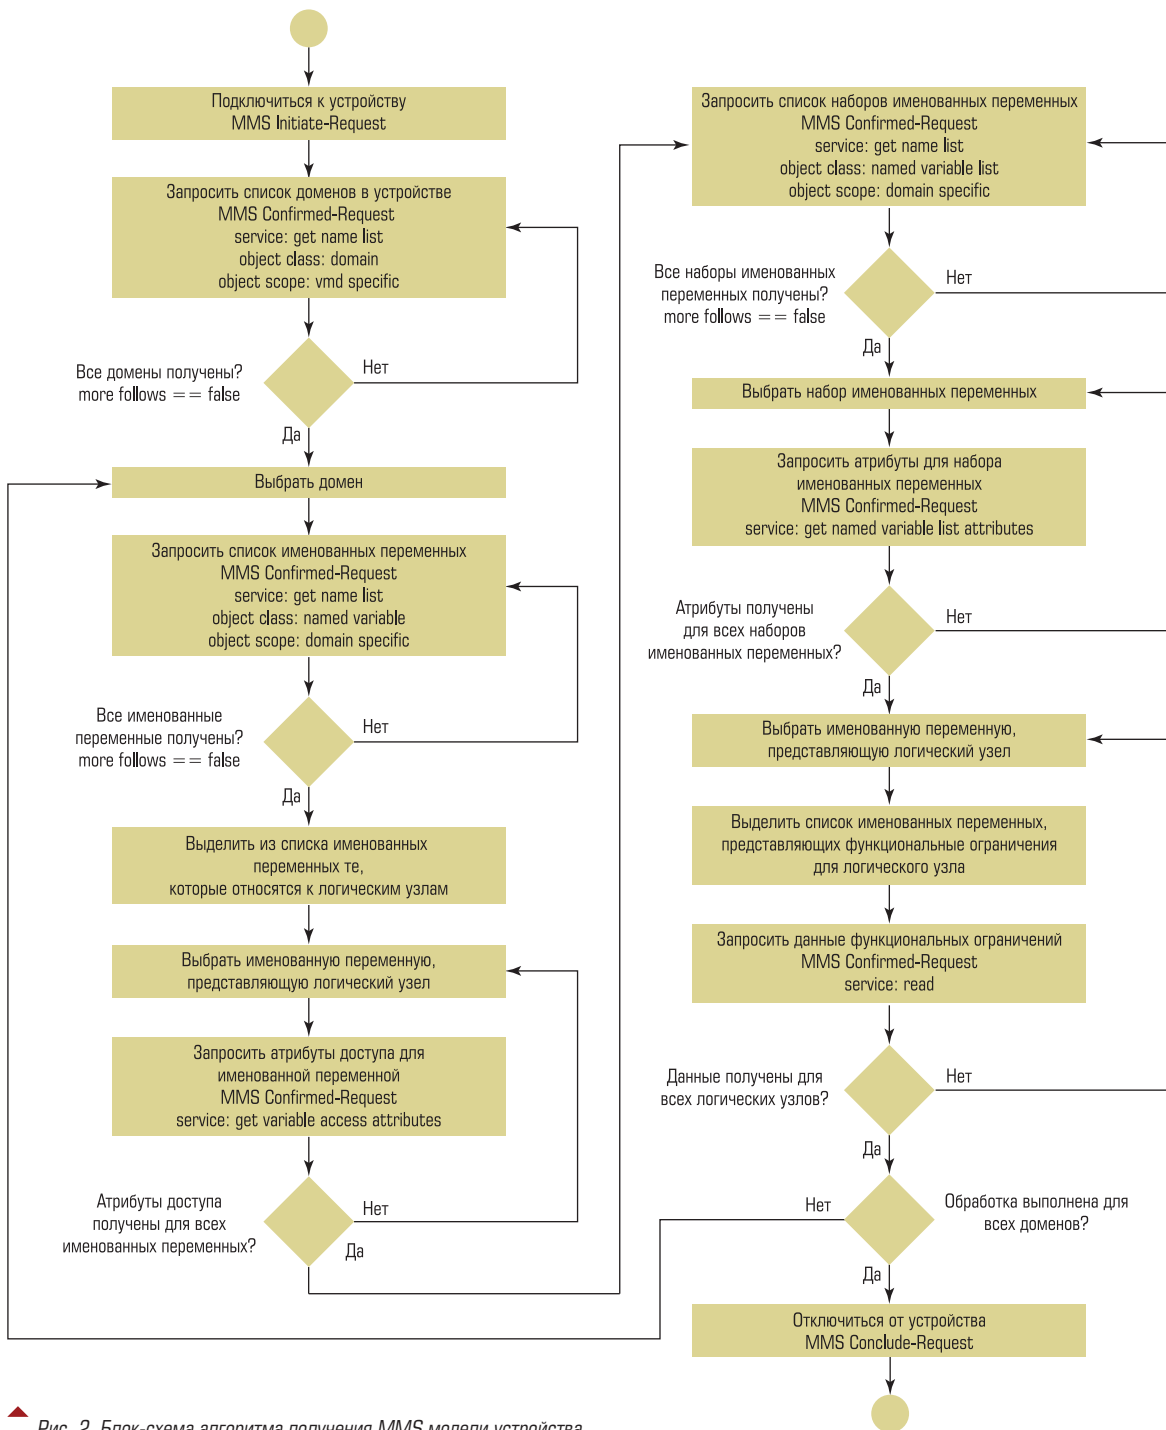 Подключиться к устройству
MMS Initiate-Request
Запросить список доменов в устройстве
MMS Confirmed-Request
service: get name list
object class: domain
object scope: vmd specific
Все домены получены?
more follows == false
Нет
Да
Выбрать домен
Запросить список именованных переменных
MMS Confirmed-Request
service: get name list
object class: named variable
object scope: domain specific
Все именованные
переменные получены?
more follows == false
Нет
Да
Выделить из списка именованных
переменных те,
которые относятся к логическим узлам
Выбрать именованную переменную,
представляющую логический узел
Запросить атрибуты доступа для
именованной переменной
MMS Confirmed-Request
service: get variable access attributes
Атрибуты доступа
получены для всех
именованных переменных?
Нет
Да
Запросить список наборов именованных переменных
MMS Confirmed-Request
service: get name list
object class: named variable list
object scope: domain specific
Все наборы именованных
переменных получены?
more follows == false
Нет
Да
Выбрать набор именованных переменных
Запросить атрибуты для набора
именованных переменных
MMS Confirmed-Request
service: get named variable list attributes
Атрибуты получены
для всех наборов
именованных переменных?
Нет
Да
Выбрать именованную переменную,
представляющую логический узел
Выделить список именованных переменных,
представляющих функциональные ограничения
для логического узла
Запросить данные функциональных ограничений
MMS Confirmed-Request
service: read
Данные получены для
всех логических узлов?
Нет
Да
Нет
Обработка выполнена для
всех доменов?
Да
Отключиться от устройства
MMS Conclude-Request
Рис. 2. Блок-схема алгоритма получения MMS модели устройства